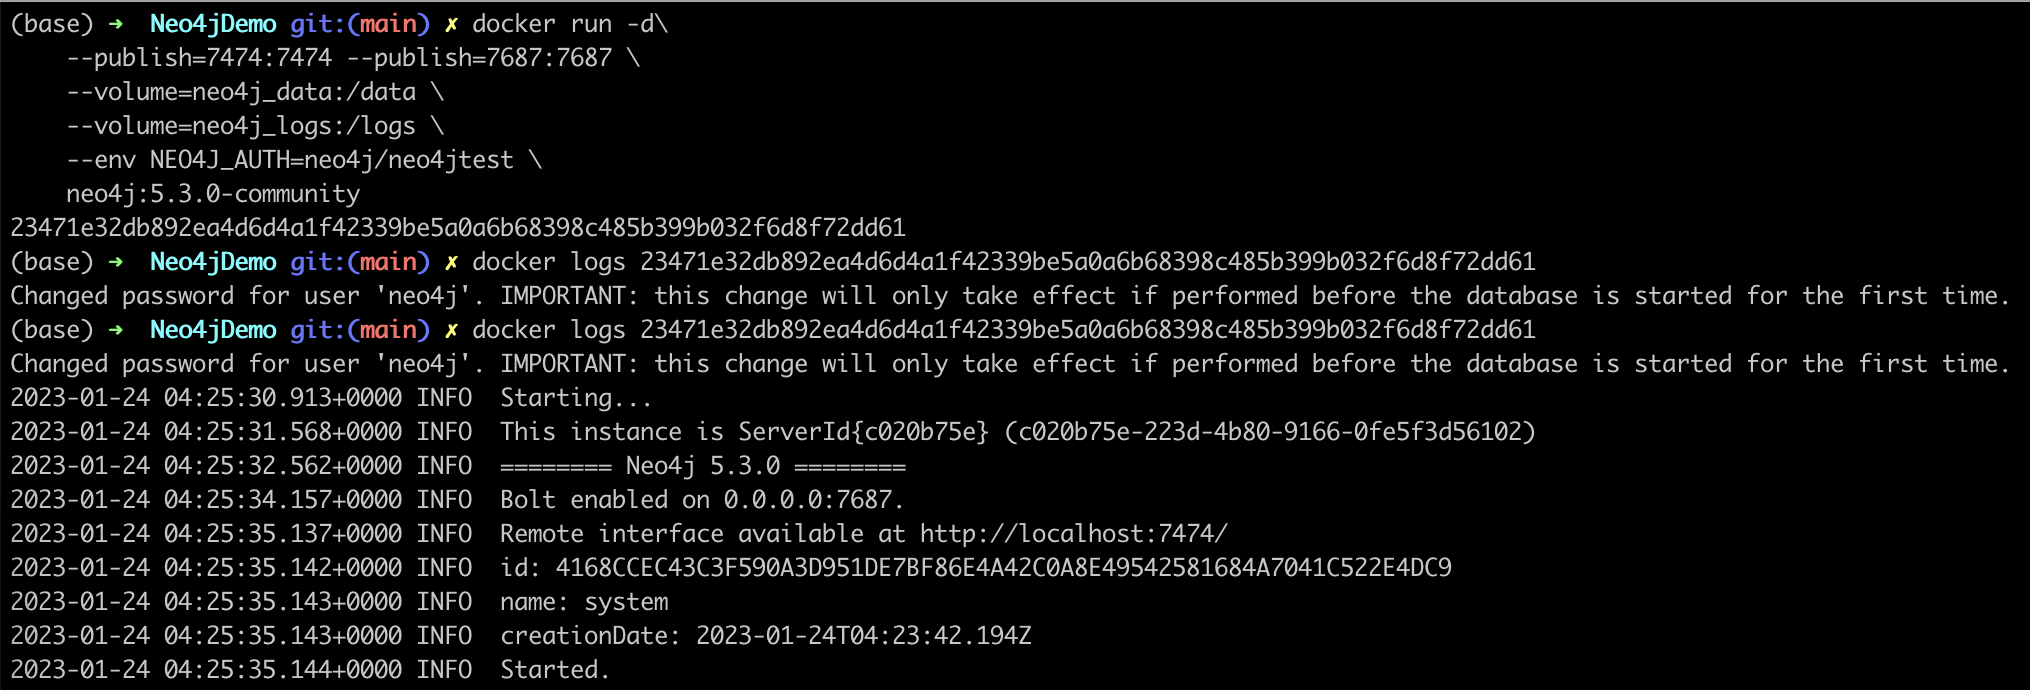 (base) ➜  Neo4jDemo git:(main) ✗ docker run -d\
    --publish=7474:7474 --publish=7687:7687 \
    --volume=neo4j_data:/data \
    --volume=neo4j_logs:/logs \
    --env NEO4J_AUTH=neo4j/neo4jtest \
    neo4j:5.3.0-community
23471e32db892ea4d6d4a1f42339be5a0a6b68398c485b399b032f6d8f72dd61
(base) ➜  Neo4jDemo git:(main) ✗ docker logs 23471e32db892ea4d6d4a1f42339be5a0a6b68398c485b399b032f6d8f72dd61
Changed password for user 'neo4j'. IMPORTANT: this change will only take effect if performed before the database is started for the first time.
(base) ➜  Neo4jDemo git:(main) ✗ docker logs 23471e32db892ea4d6d4a1f42339be5a0a6b68398c485b399b032f6d8f72dd61
Changed password for user 'neo4j'. IMPORTANT: this change will only take effect if performed before the database is started for the first time.
2023-01-24 04:25:30.913+0000 INFO  Starting...
2023-01-24 04:25:31.568+0000 INFO  This instance is ServerId{c020b75e} (c020b75e-223d-4b80-9166-0fe5f3d56102)
2023-01-24 04:25:32.562+0000 INFO  ======== Neo4j 5.3.0 ========
2023-01-24 04:25:34.157+0000 INFO  Bolt enabled on 0.0.0.0:7687.
2023-01-24 04:25:35.137+0000 INFO  Remote interface available at http://localhost:7474/
2023-01-24 04:25:35.142+0000 INFO  id: 4168CCEC43C3F590A3D951DE7BF86E4A42C0A8E49542581684A7041C522E4DC9
2023-01-24 04:25:35.143+0000 INFO  name: system
2023-01-24 04:25:35.143+0000 INFO  creationDate: 2023-01-24T04:23:42.194Z
2023-01-24 04:25:35.144+0000 INFO  Started.